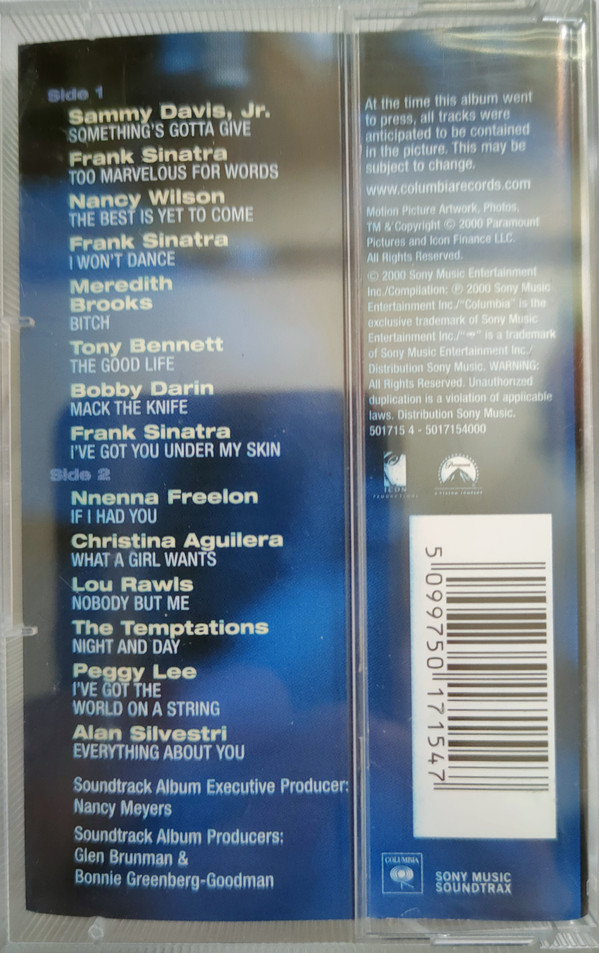 Side 1
Sammy Davis, Jr.
SOMETHING'S GOTTA GIVE
Frank Sinatra
TOO MARVELOUS FOR WORDS
Nancy Wilson
THE BEST IS YET TO COME
Frank Sinatra
I WON'T DANCE
Meredith
Brooks
BITCH
Tony Bennett
THE GOOD LIFE
Bobby Darin
MACK THE KNIFE
Frank Sinatra
I'VE GOT YOU UNDER MY SKIN
Side 2
Nnenna Freelon
IF I HAD YOU
Christina Aguilera
WHAT A GIRL WANTS
Lou Rawls
NOBODY BUT ME
The Temptations
NIGHT AND DAY
Peggy Lee
I'VE GOT THE
WORLD ON A STRING
Alan Silvestri
EVERYTHING ABOUT YOU
Soundtrack Album Executive Producer:
Nancy Meyers
Soundtrack Album Producers:
Glen Brunman &
Bonnie Greenberg-Goodman
At the time this album went
to press, all tracks were
anticipated to be contained
in the picture. This may be
subject to change.
www.columbiarecords.com
Motion Picture Artwork, Photos,
TM & Copyright © 2000 Paramount
Pictures and Icon Finance LLC.
All Rights Reserved.
© 2000 Sony Music Entertainment
Inc./Compilation: ℗ 2000 Sony Music
Entertainment Inc./"Columbia" is the
exclusive trademark of Sony Music
Entertainment Inc./" " is a trademark
of Sony Music Entertainment Inc./
Distribution Sony Music. WARNING:
All Rights Reserved. Unauthorized
duplication is a violation of applicable
laws. Distribution Sony Music.
501715 4 - 5017154000
ICON
PRODUCTIONS
Paramount
5 099750 171547
COLUMBIA
SONY MUSIC
SOUNDTRAX